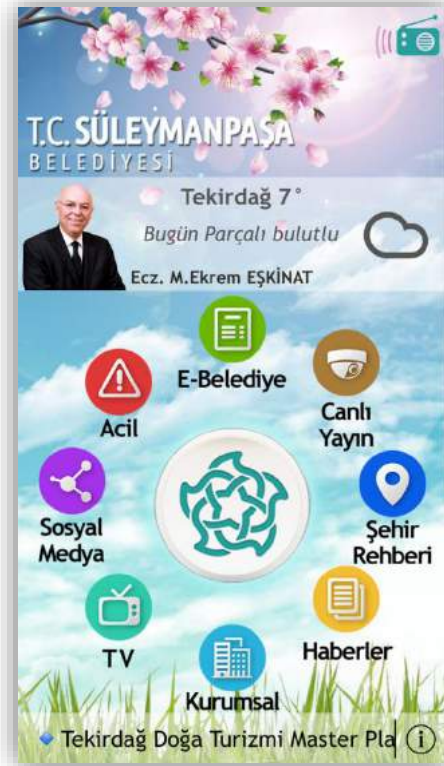 T.C. SÜLEYMANPAŞA
BELEDİYESİ
Tekirdağ 7°
Bugün Parçalı bulutlu
Ecz. M.Ekrem EŞKİNAT
E-Belediye
Acil
Canlı
Yayın
Sosyal
Medya
Şehir
Rehberi
TV
Haberler
Kurumsal
Tekirdağ Doğa Turizmi Master Pla